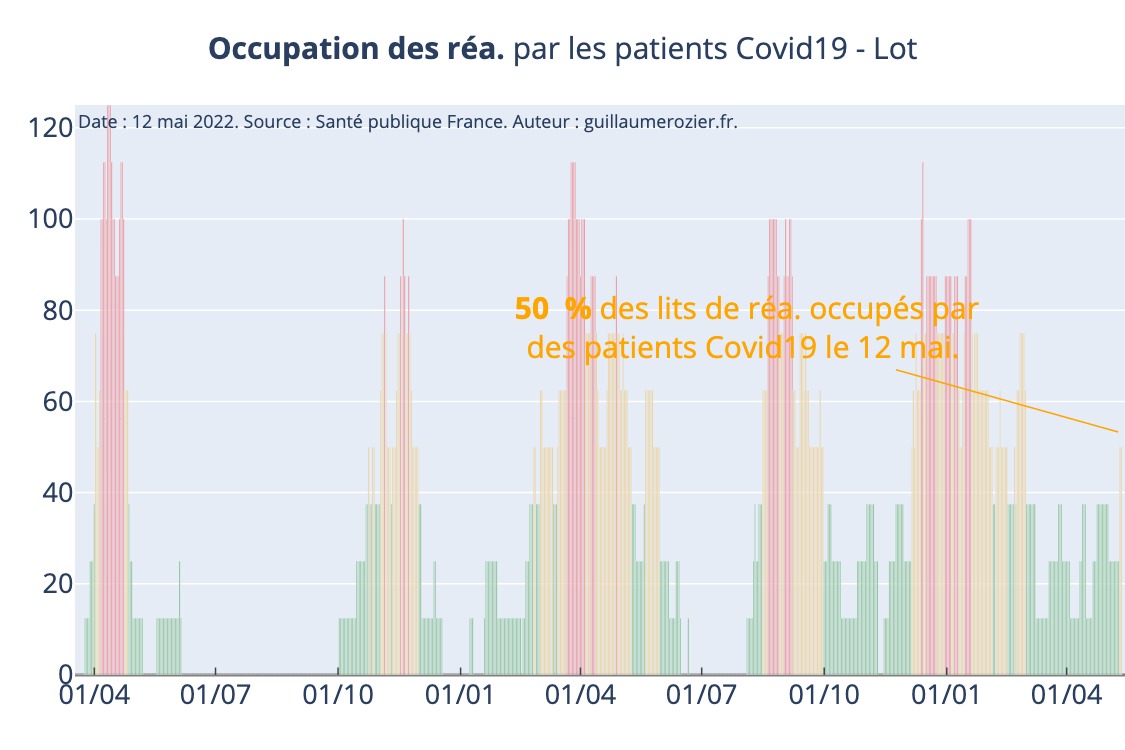 Occupation des réa. par les patients Covid19 - Lot
120
Date : 12 mai 2022. Source : Santé publique France. Auteur : guillaumerozier.fr.
100
80
50 % des lits de réa. occupés par
des patients Covid19 le 12 mai.
60
40
20
0
01/04 01/07 01/10 01/01 01/04 01/07 01/10 01/01 01/04